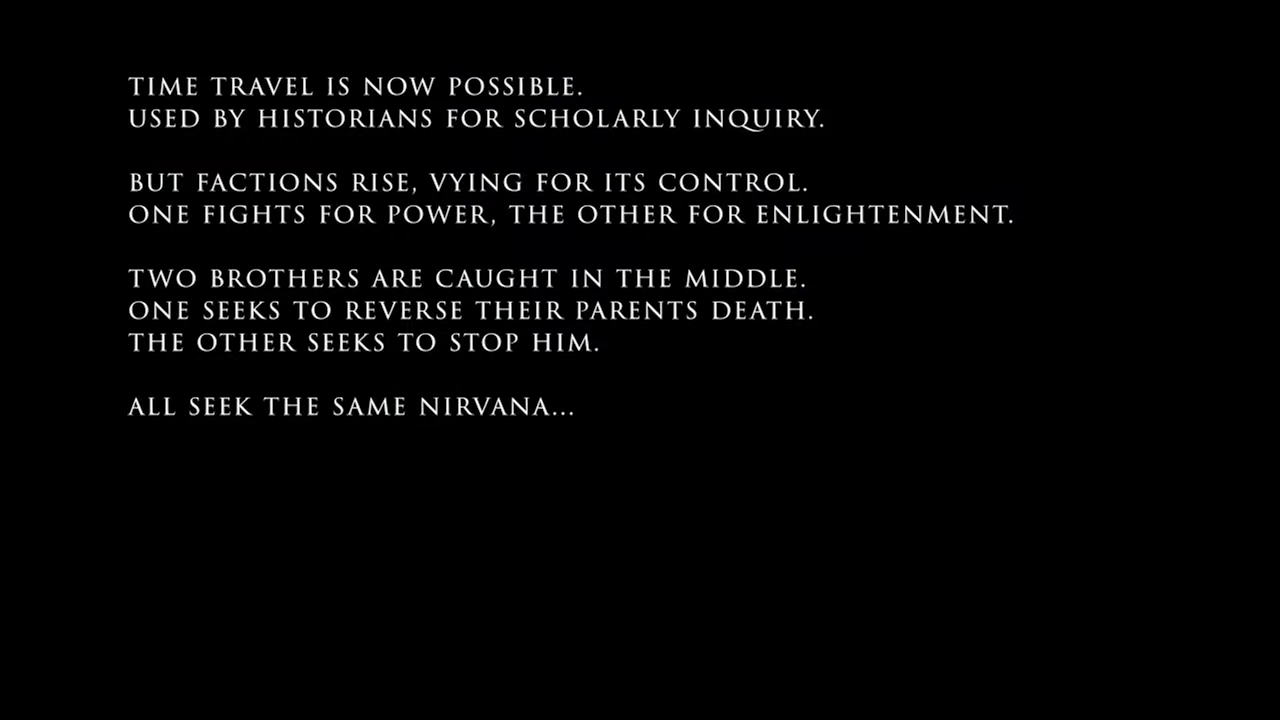 TIME TRAVEL IS NOW POSSIBLE.
USED BY HISTORIANS FOR SCHOLARLY INQUIRY.
BUT FACTIONS RISE, VYING FOR ITS CONTROL.
ONE FIGHTS FOR POWER, THE OTHER FOR ENLIGHTENMENT.
TWO BROTHERS ARE CAUGHT IN THE MIDDLE.
ONE SEEKS TO REVERSE THEIR PARENTS DEATH.
THE OTHER SEEKS TO STOP HIM.
ALL SEEK THE SAME NIRVANA...